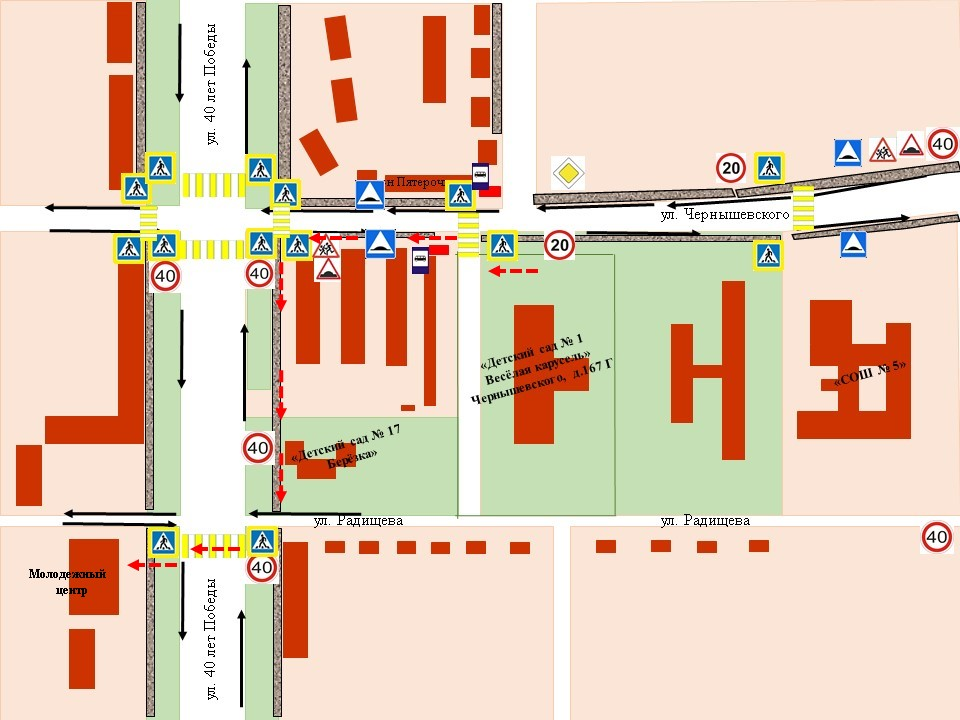 ул. 40 лет Победы
н Пятероч
20
40
ул. Чернышевского
20
40
40
«Детский сад № 1
Весёлая карусель»
Чернышевского, д.167 Г
«СОШ № 5»
40
«Детский сад № 17
Берёзка»
ул. Радищева
ул. Радищева
40
40
Молодежный
центр
ул. 40 лет Победы